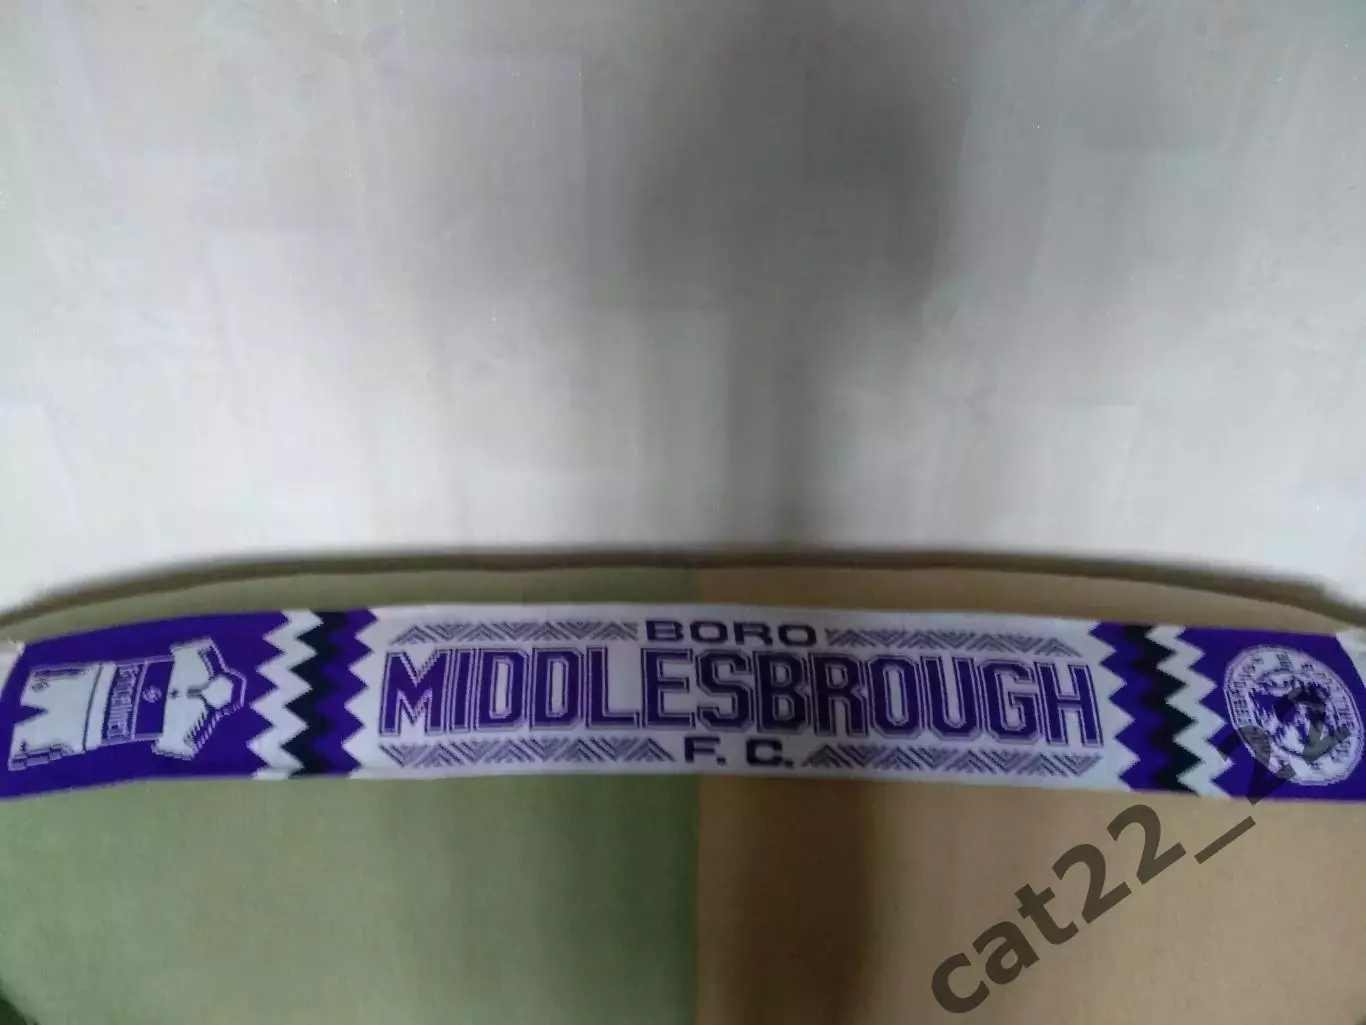 BORO
MIDDLESBROUGH
F.C.
cat22_22